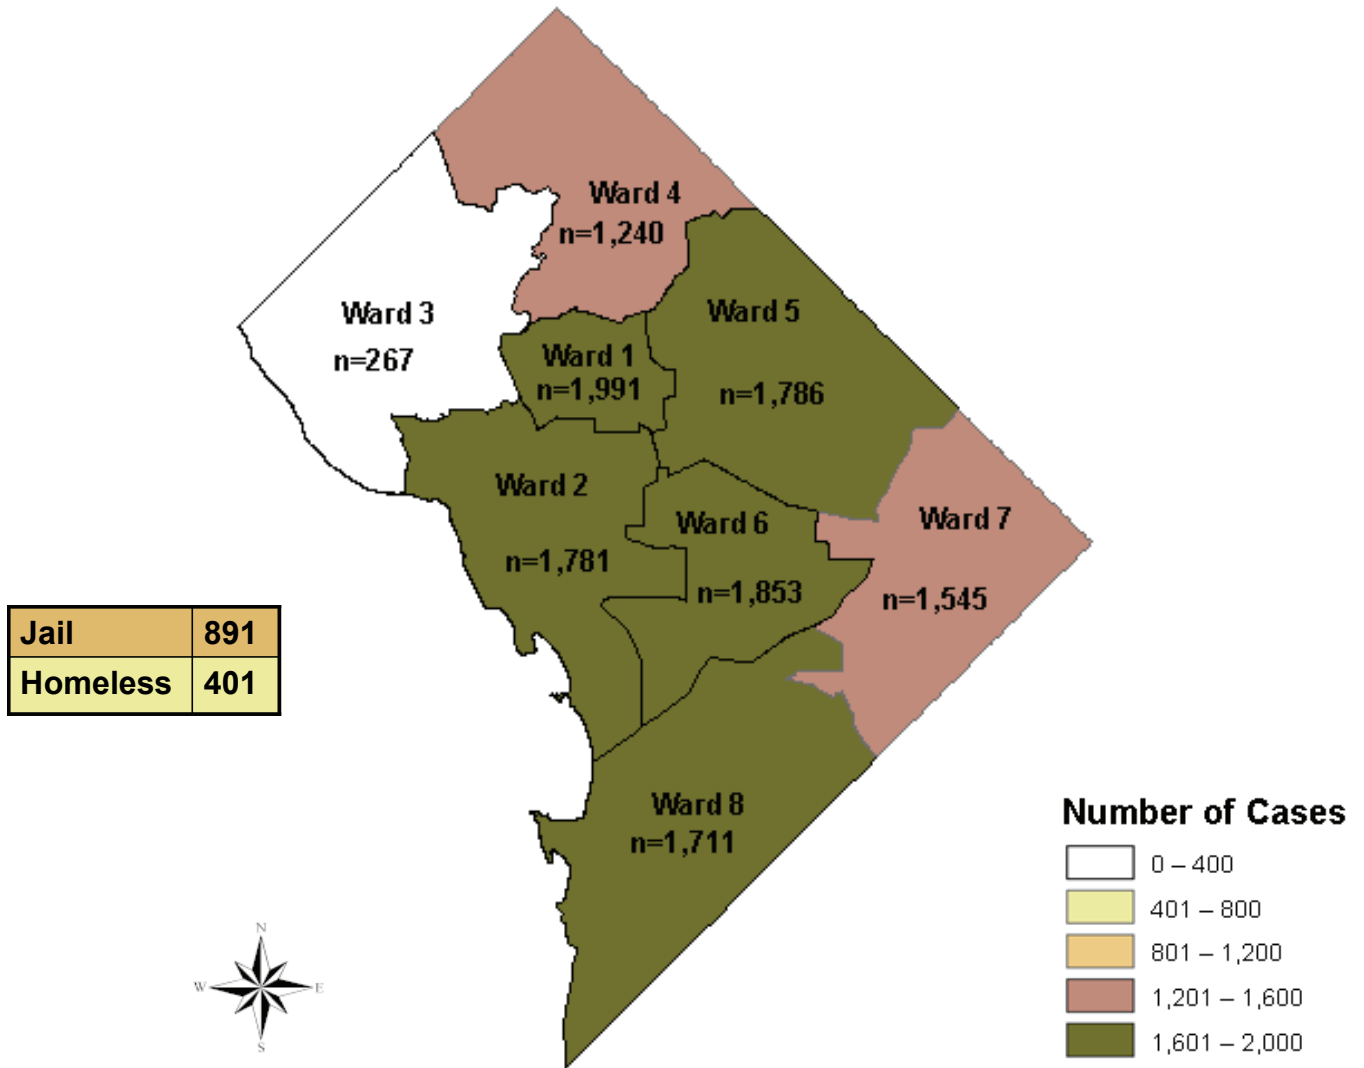 Ward 4
n=1,240
Ward 3
n=267
Ward 5
n=1,786
Ward 1
n=1,991
Ward 2
n=1,781
Ward 6
n=1,853
Ward 7
n=1,545
Jail 891
Homeless 401
Ward 8
n=1,711
Number of Cases
0 – 400
401 – 800
801 – 1,200
1,201 – 1,600
1,601 – 2,000
N
W E
S